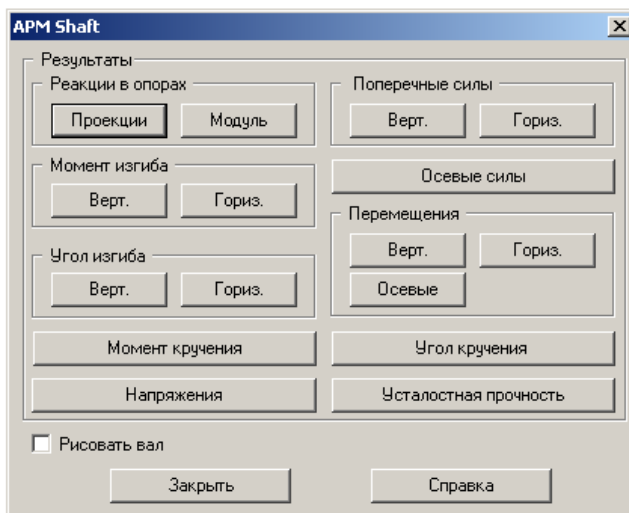 APM Shaft
Результаты
Реакции в опорах
Проекции Модуль
Поперечные силы
Верт. Гориз.
Момент изгиба
Верт. Гориз.
Осевые силы
Угол изгиба
Верт. Гориз.
Перемещения
Верт. Гориз.
Осевые
Момент кручения
Угол кручения
Напряжения
Усталостная прочность
Рисовать вал
Закрыть
Справка